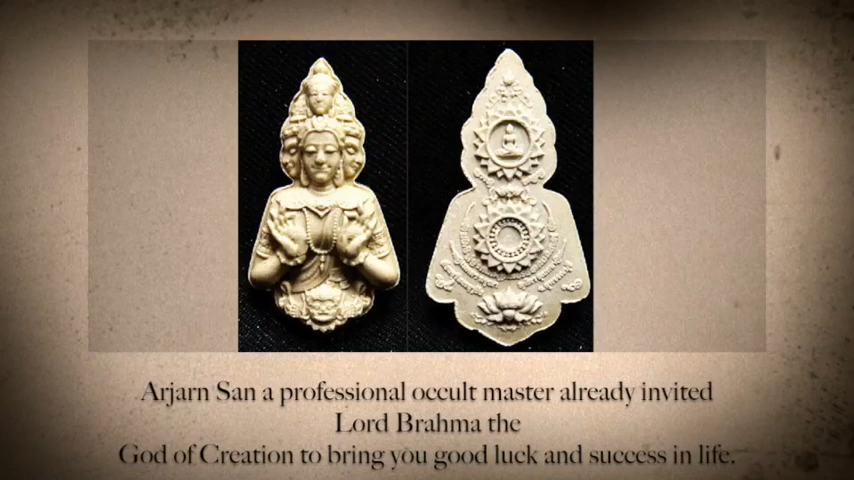 Arjarn San a professional occult master already invited
Lord Brahma the
God of Creation to bring you good luck and success in life.